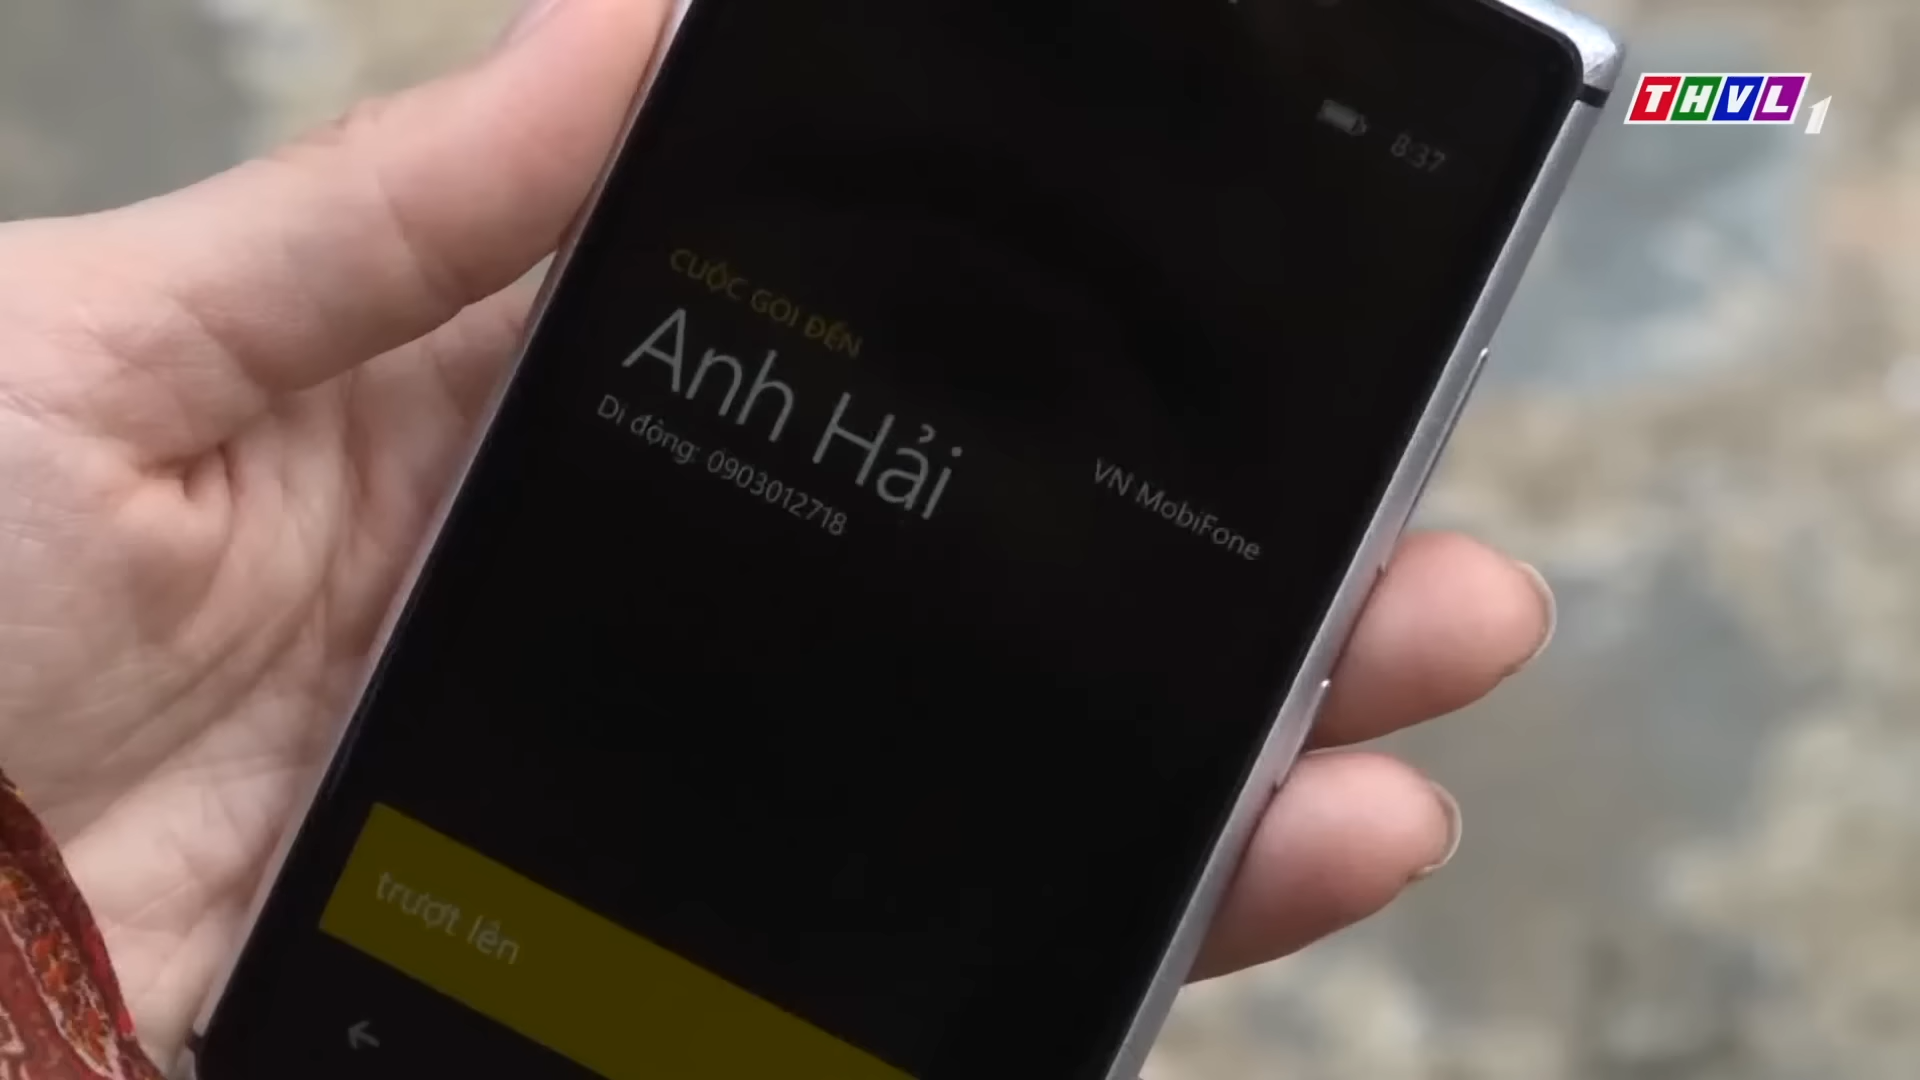 THVL1
8:37
CUỘC GỌI ĐẾN
Anh Hải
Di động: 0903012718
VN MobiFone
trượt lên